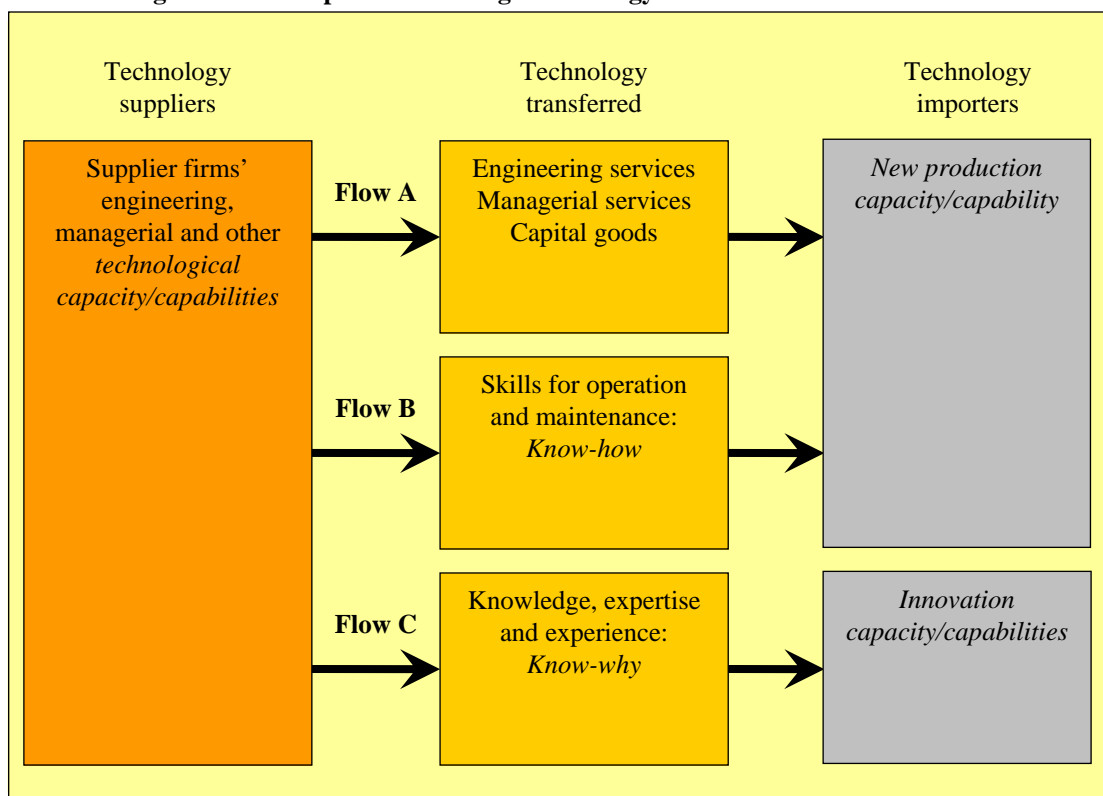 Technology
suppliers
Technology
transferred
Technology
importers
Supplier firms’
engineering,
managerial and other
technological
capacity/capabilities
Flow A
Engineering services
Managerial services
Capital goods
New production
capacity/capability
Flow B
Skills for operation
and maintenance:
Know-how
Flow C
Knowledge, expertise
and experience:
Know-why
Innovation
capacity/capabilities